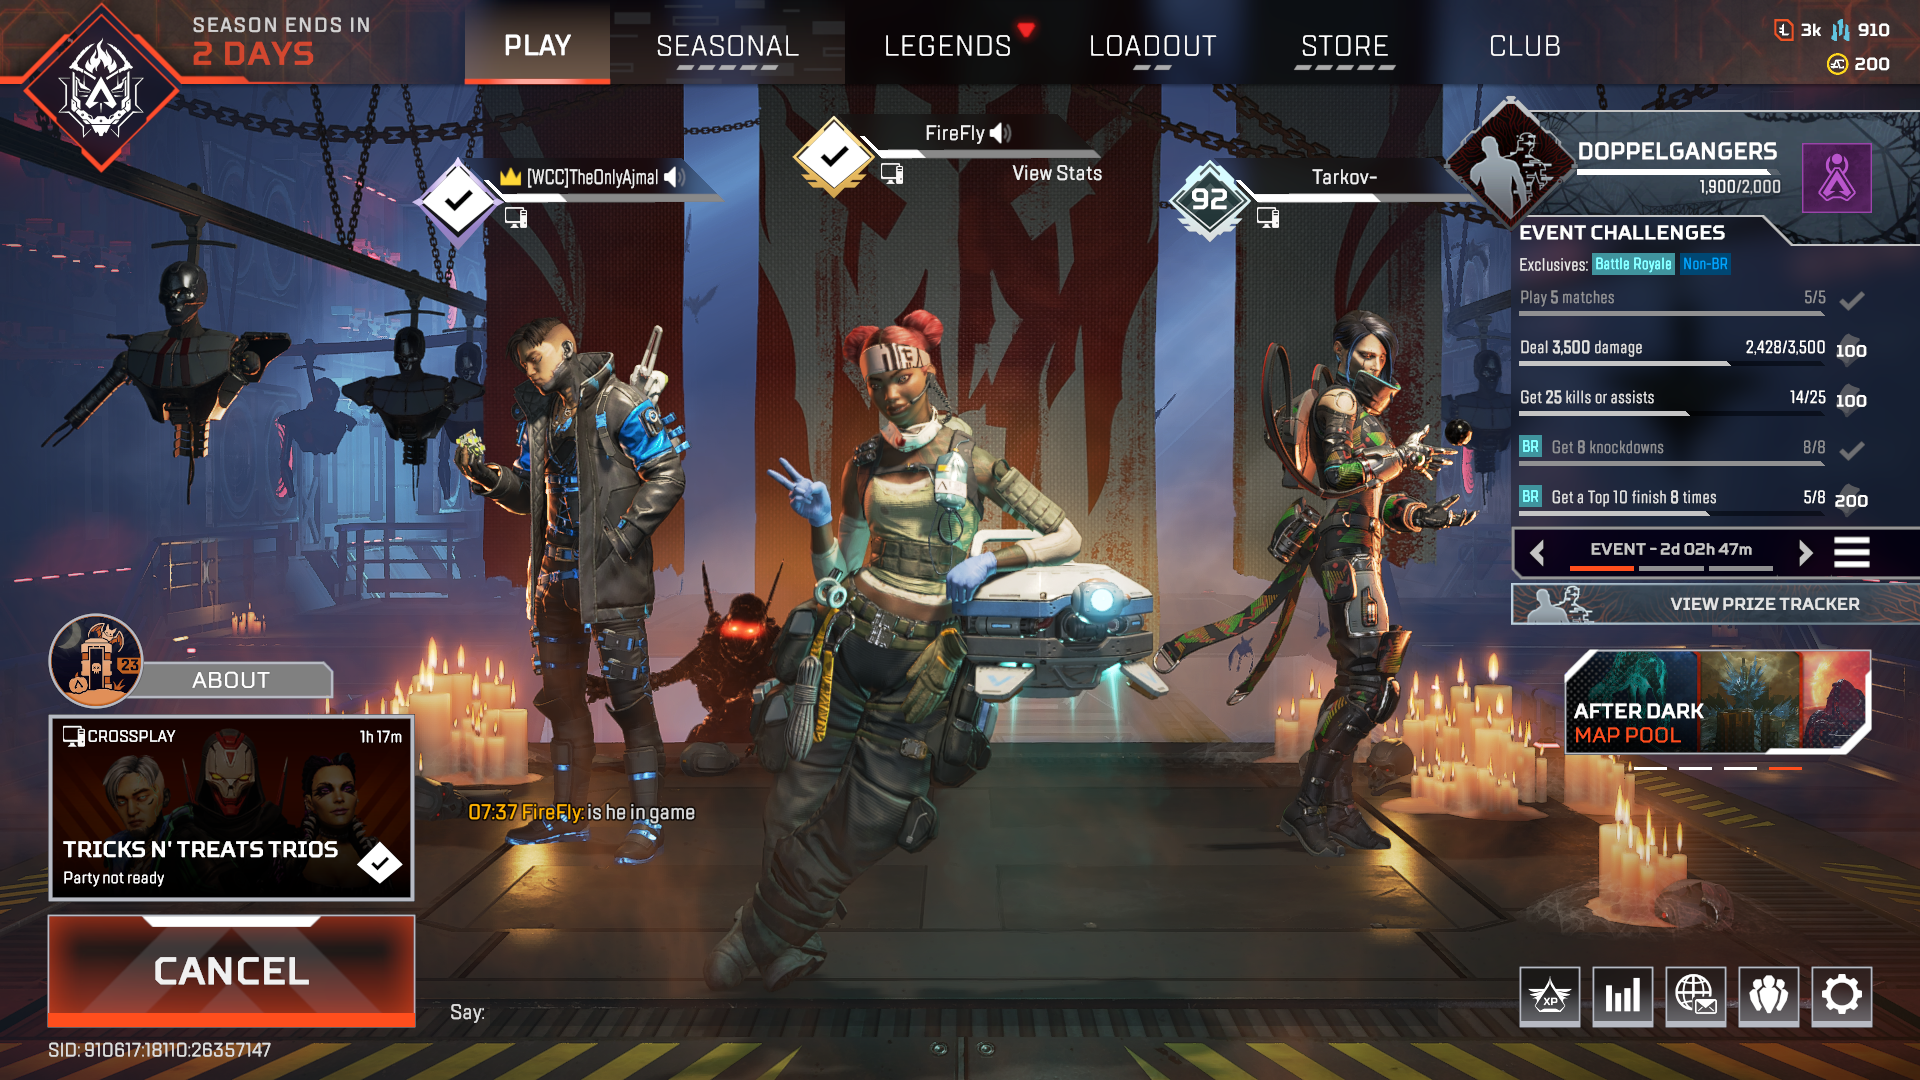 SEASON ENDS IN
2 DAYS
PLAY
SEASONAL
LEGENDS
LOADOUT
STORE
CLUB
3k 910
200
[WCC]TheOnlyAjmal
FireFly
View Stats
92
Tarkov-
DOPPELGANGERS
1,900/2,000
EVENT CHALLENGES
Exclusives: Battle Royale Non-BR
Play 5 matches 5/5
Deal 3,500 damage 2,428/3,500 100
Get 25 kills or assists 14/25 100
BR Get 8 knockdowns 8/8
BR Get a Top 10 finish 8 times 5/8 200
EVENT - 2d 02h 47m
VIEW PRIZE TRACKER
AFTER DARK
MAP POOL
23
ABOUT
CROSSPLAY 1h 17m
TRICKS N' TREATS TRIOS
Party not ready
CANCEL
07:37 FireFly: is he in game
Say:
XP
SID: 910617:18110:26357147